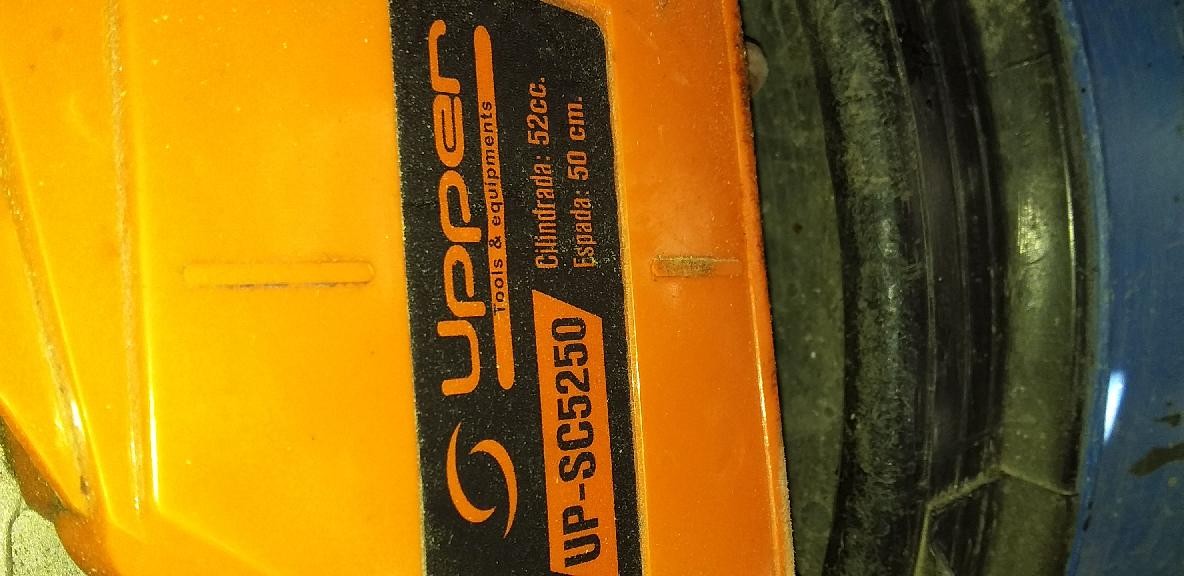 upper
Tools & equipments
Cilindrada: 52cc.
Espada: 50 cm.
UP-SC5250